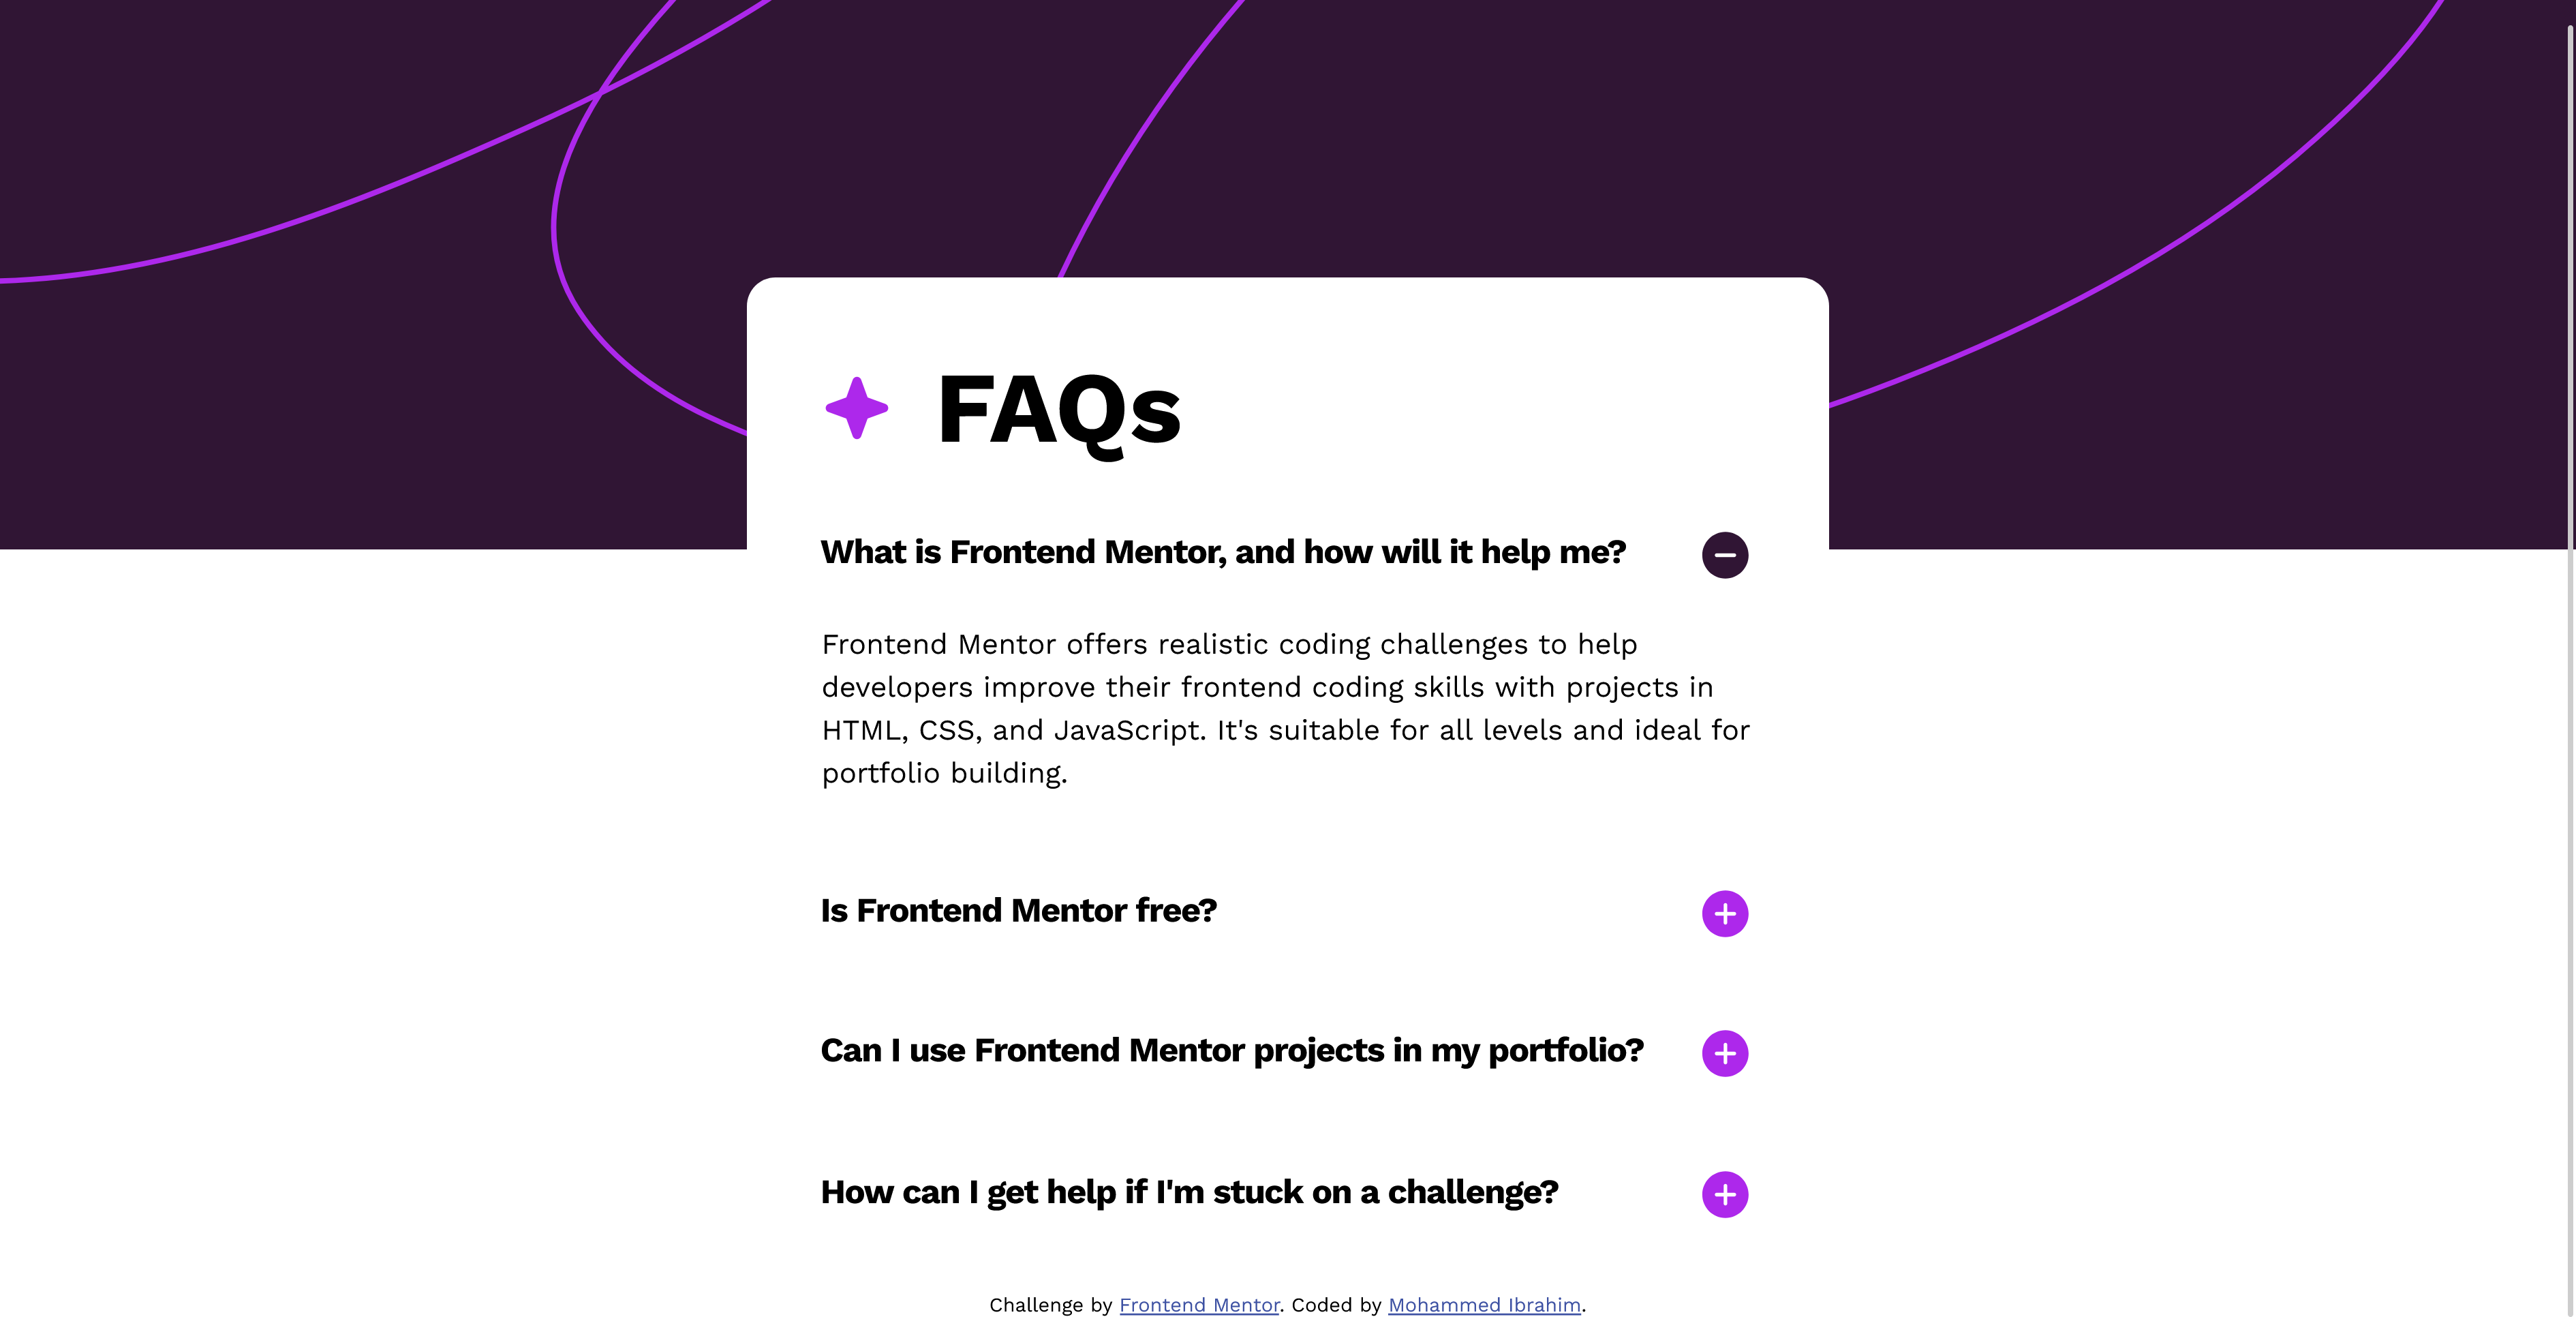 FAQs
What is Frontend Mentor, and how will it help me?
Frontend Mentor offers realistic coding challenges to help
developers improve their frontend coding skills with projects in
HTML, CSS, and JavaScript. It's suitable for all levels and ideal for
portfolio building.
Is Frontend Mentor free?
Can I use Frontend Mentor projects in my portfolio?
How can I get help if I'm stuck on a challenge?
Challenge by Frontend Mentor. Coded by Mohammed Ibrahim.